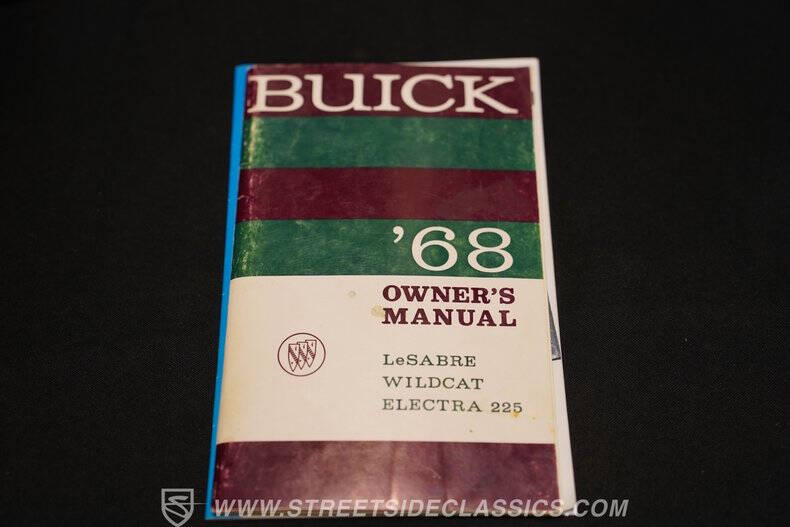 BUICK
'68
OWNER'S
MANUAL
LeSABRE
WILDCAT
ELECTRA 225
WWW.STREETSIDECLASSICS.COM